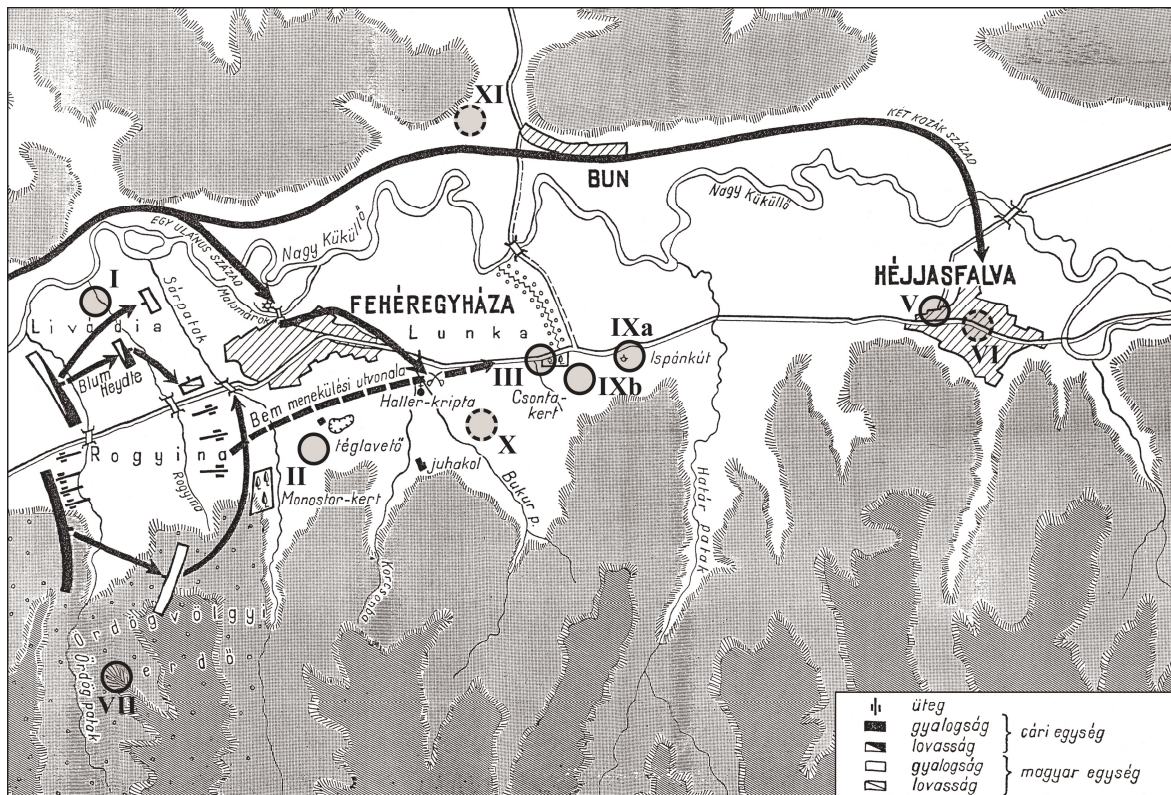 XI
KÉT KOZÁK SZÁZAD
BUN
Nagy Küküllő
Nagy Küküllő
EGY ULÁNUS SZÁZAD
I
Sárpatak
Malomárok
HÉJJASFALVA
FEHÉREGYHÁZA
V
Livádia
Lunka
IXa
VI
Blum
Heydte
III
Ispánkút
IXb
Csonta-
kert
Bem menekülési utvonala
Haller-kripta
X
Rogyina
téglavető
II
juhakol
Rogyina
Monostor-kert
Bukur p.
Határ patak
Korcsonba
Ördögvölgyi
erdő
Ördög patak
VII
üteg
gyalogság
lovasság
cári egység
gyalogság
lovasság
magyar egység